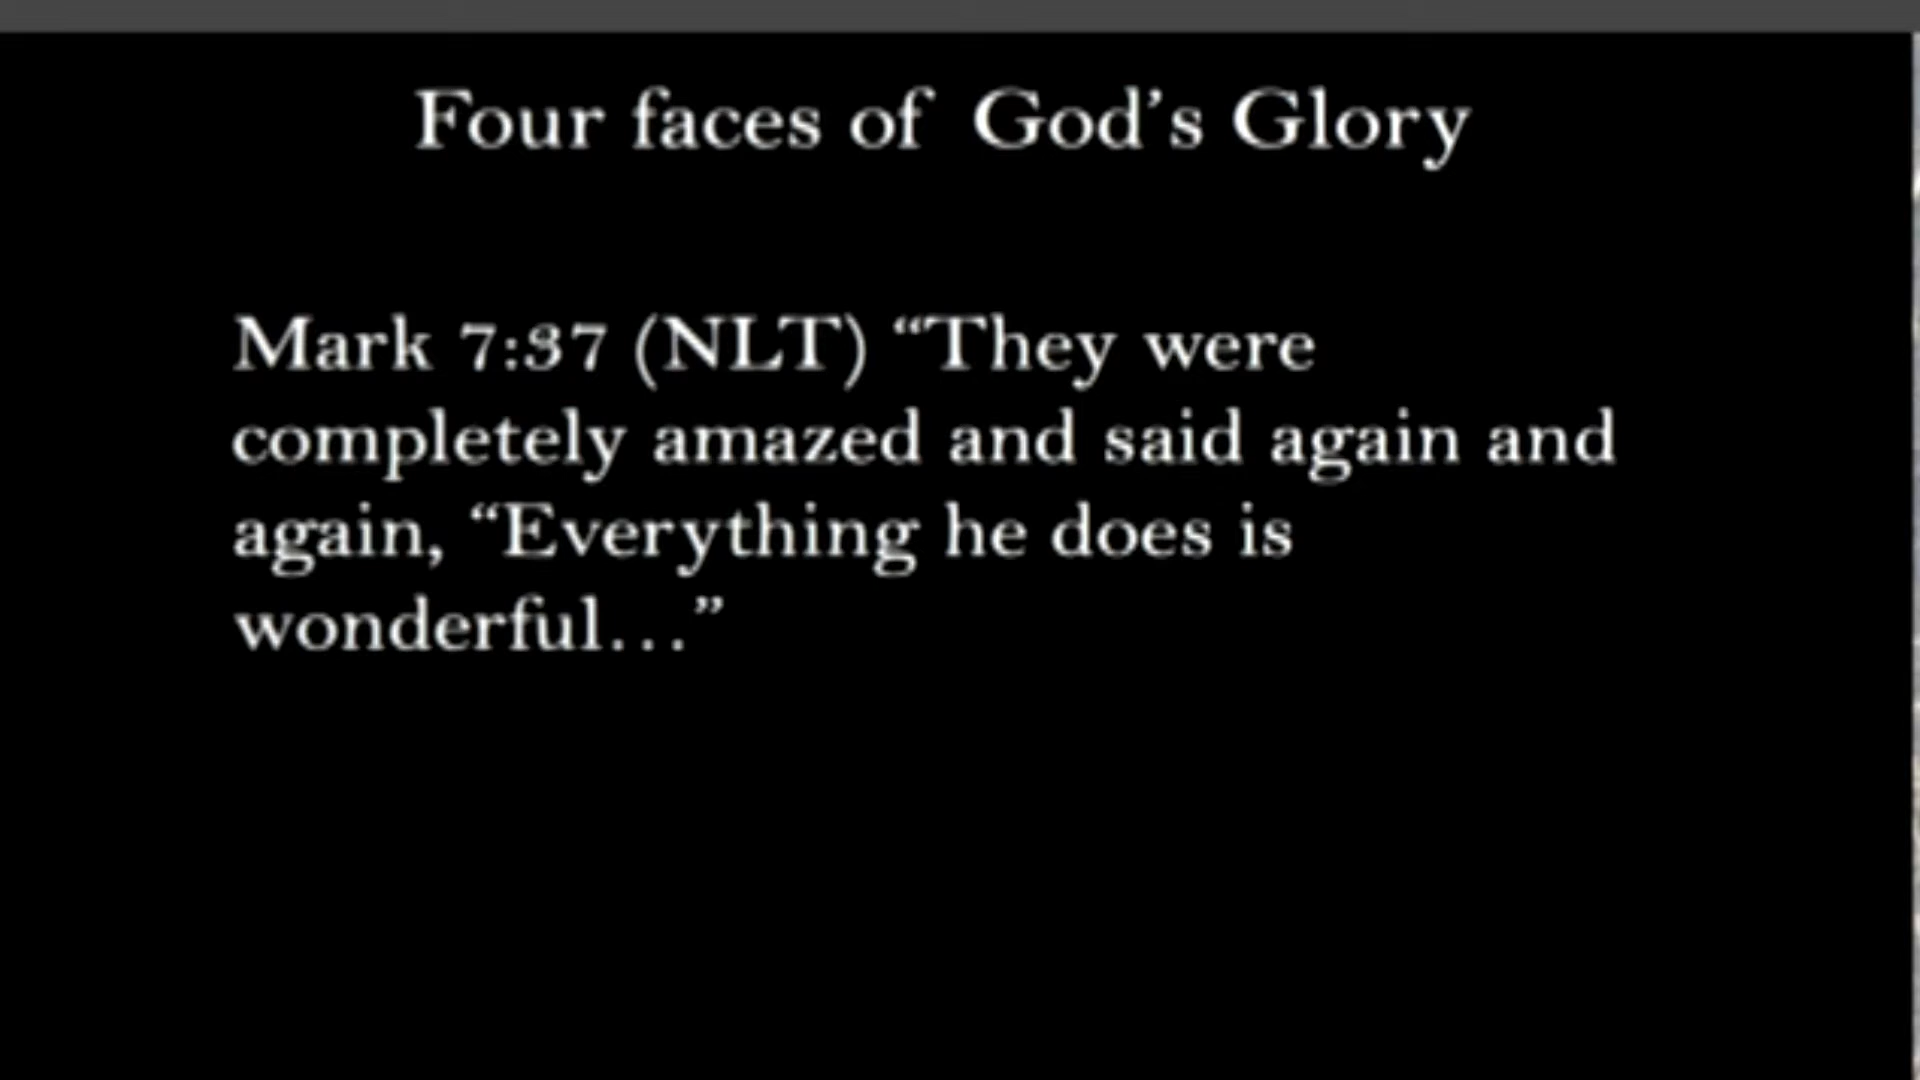 Four faces of God’s Glory
Mark 7:37 (NLT) “They were
completely amazed and said again and
again, “Everything he does is
wonderful…”